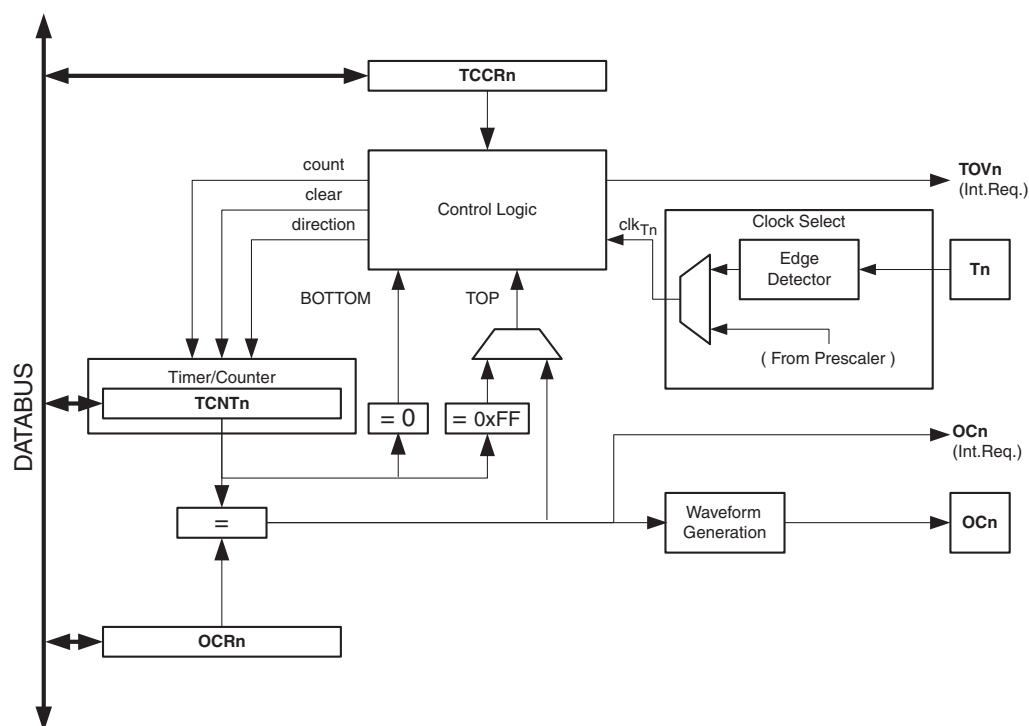 TCCRn
count
clear
direction
Control Logic
TOVn
(Int.Req.)
clkTn
Clock Select
Edge
Detector
Tn
( From Prescaler )
BOTTOM
TOP
Timer/Counter
TCNTn
= 0
= 0xFF
DATABUS
OCn
(Int.Req.)
=
Waveform
Generation
OCn
OCRn